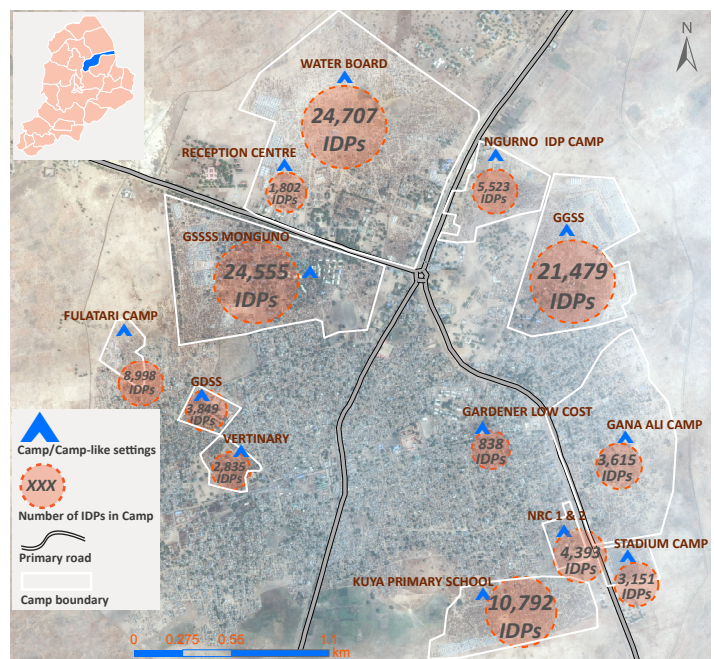 N
WATER BOARD
24,707
IDPs
RECEPTION CENTRE
1,802
IDPs
NGURNO IDP CAMP
5,523
IDPs
GSSSS MONGUNO
24,555
IDPs
GGSS
21,479
IDPs
FULATARI CAMP
8,998
IDPs
GDSS
3,849
IDPs
VERTINARY
2,835
IDPs
GARDENER LOW COST
838
IDPs
GANA ALI CAMP
3,615
IDPs
NRC 1 & 2
4,393
IDPs
STADIUM CAMP
3,151
IDPs
KUYA PRIMARY SCHOOL
10,792
IDPs
Camp/Camp-like settings
XXX
Number of IDPs in Camp
Primary road
Camp boundary
0 0.275 0.55 1.1
km